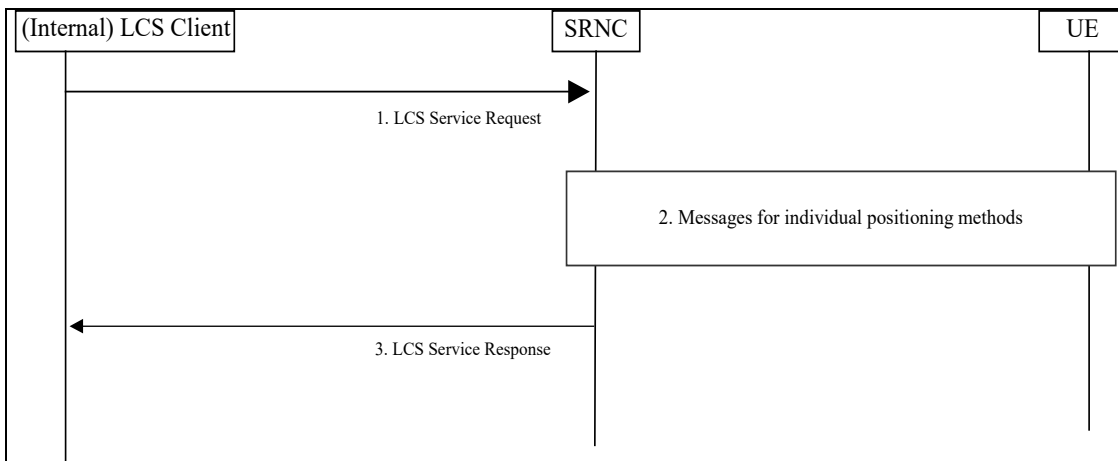 (Internal) LCS Client
SRNC
UE
1. LCS Service Request
2. Messages for individual positioning methods
3. LCS Service Response